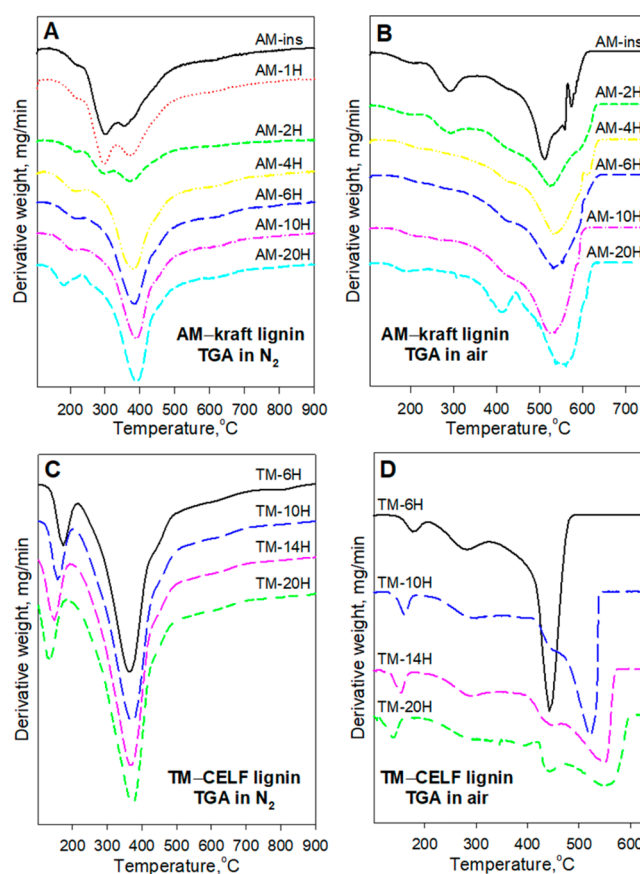 A
AM-ins
AM-1H
AM-2H
AM-4H
AM-6H
AM-10H
AM-20H
AM–kraft lignin
TGA in N₂
Derivative weight, mg/min
200 300 400 500 600 700 800 900
Temperature,°C
B
AM-ins
AM-2H
AM-4H
AM-6H
AM-10H
AM-20H
AM–kraft lignin
TGA in air
Derivative weight, mg/min
200 300 400 500 600 700
Temperature,°C
C
TM-6H
TM-10H
TM-14H
TM-20H
TM–CELF lignin
TGA in N₂
Derivative weight, mg/min
200 300 400 500 600 700 800 900
Temperature,°C
D
TM-6H
TM-10H
TM-14H
TM-20H
TM–CELF lignin
TGA in air
Derivative weight, mg/min
200 300 400 500
Temperature,°C